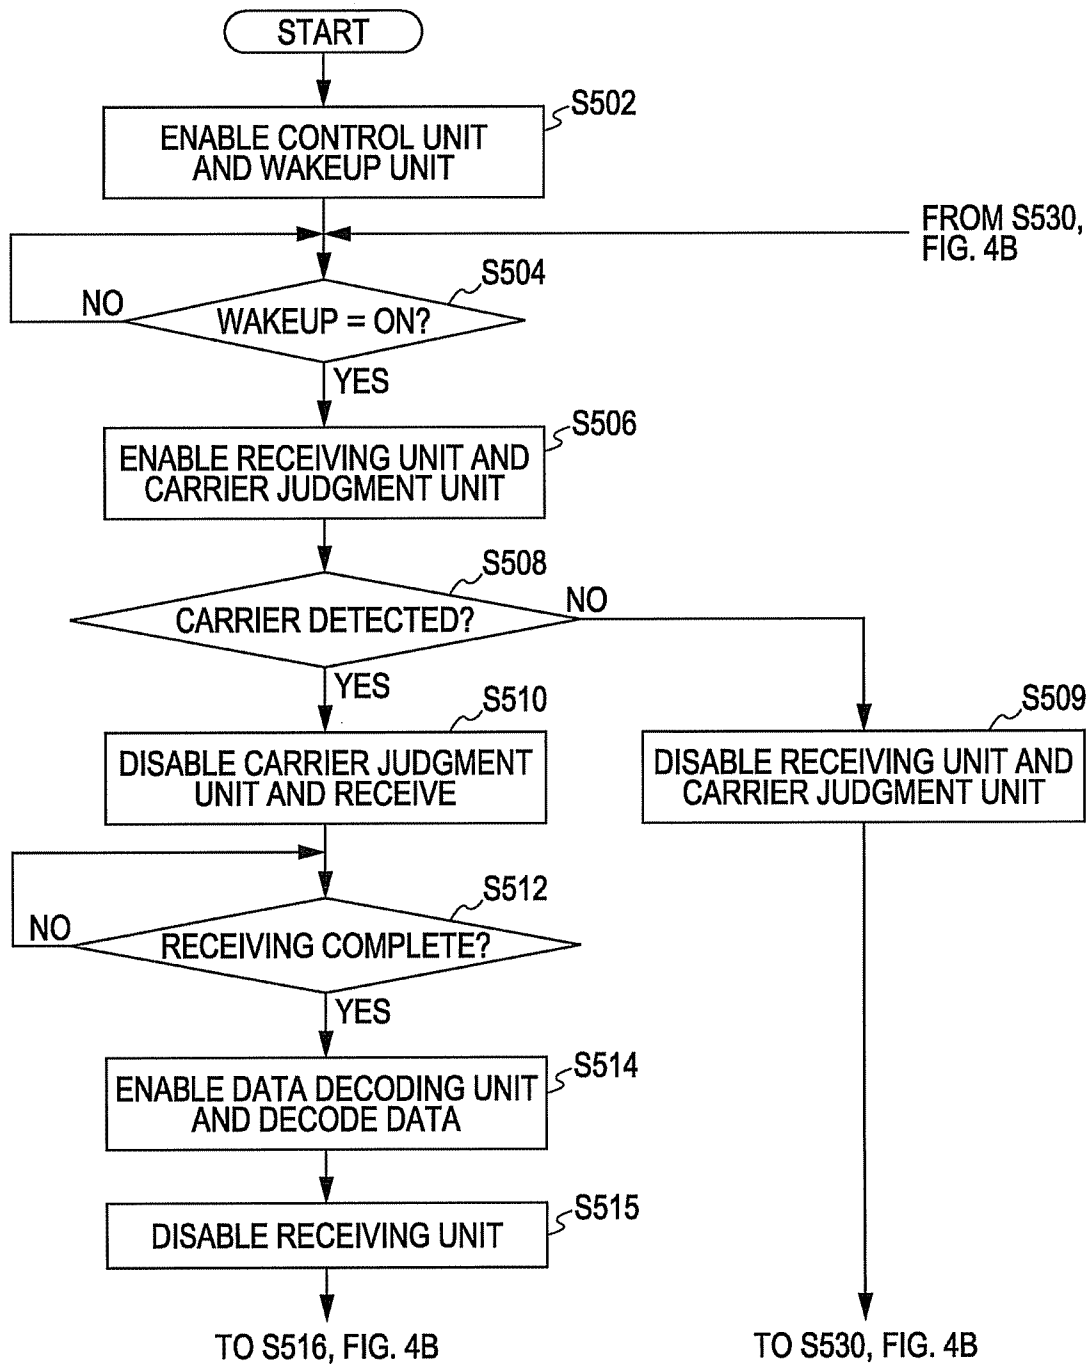 START
S502
ENABLE CONTROL UNIT
AND WAKEUP UNIT
FROM S530,
FIG. 4B
S504
NO
WAKEUP = ON?
YES
S506
ENABLE RECEIVING UNIT AND
CARRIER JUDGMENT UNIT
S508
NO
CARRIER DETECTED?
YES
S510
S509
DISABLE CARRIER JUDGMENT
UNIT AND RECEIVE
DISABLE RECEIVING UNIT AND
CARRIER JUDGMENT UNIT
S512
NO
RECEIVING COMPLETE?
YES
S514
ENABLE DATA DECODING UNIT
AND DECODE DATA
S515
DISABLE RECEIVING UNIT
TO S516, FIG. 4B
TO S530, FIG. 4B